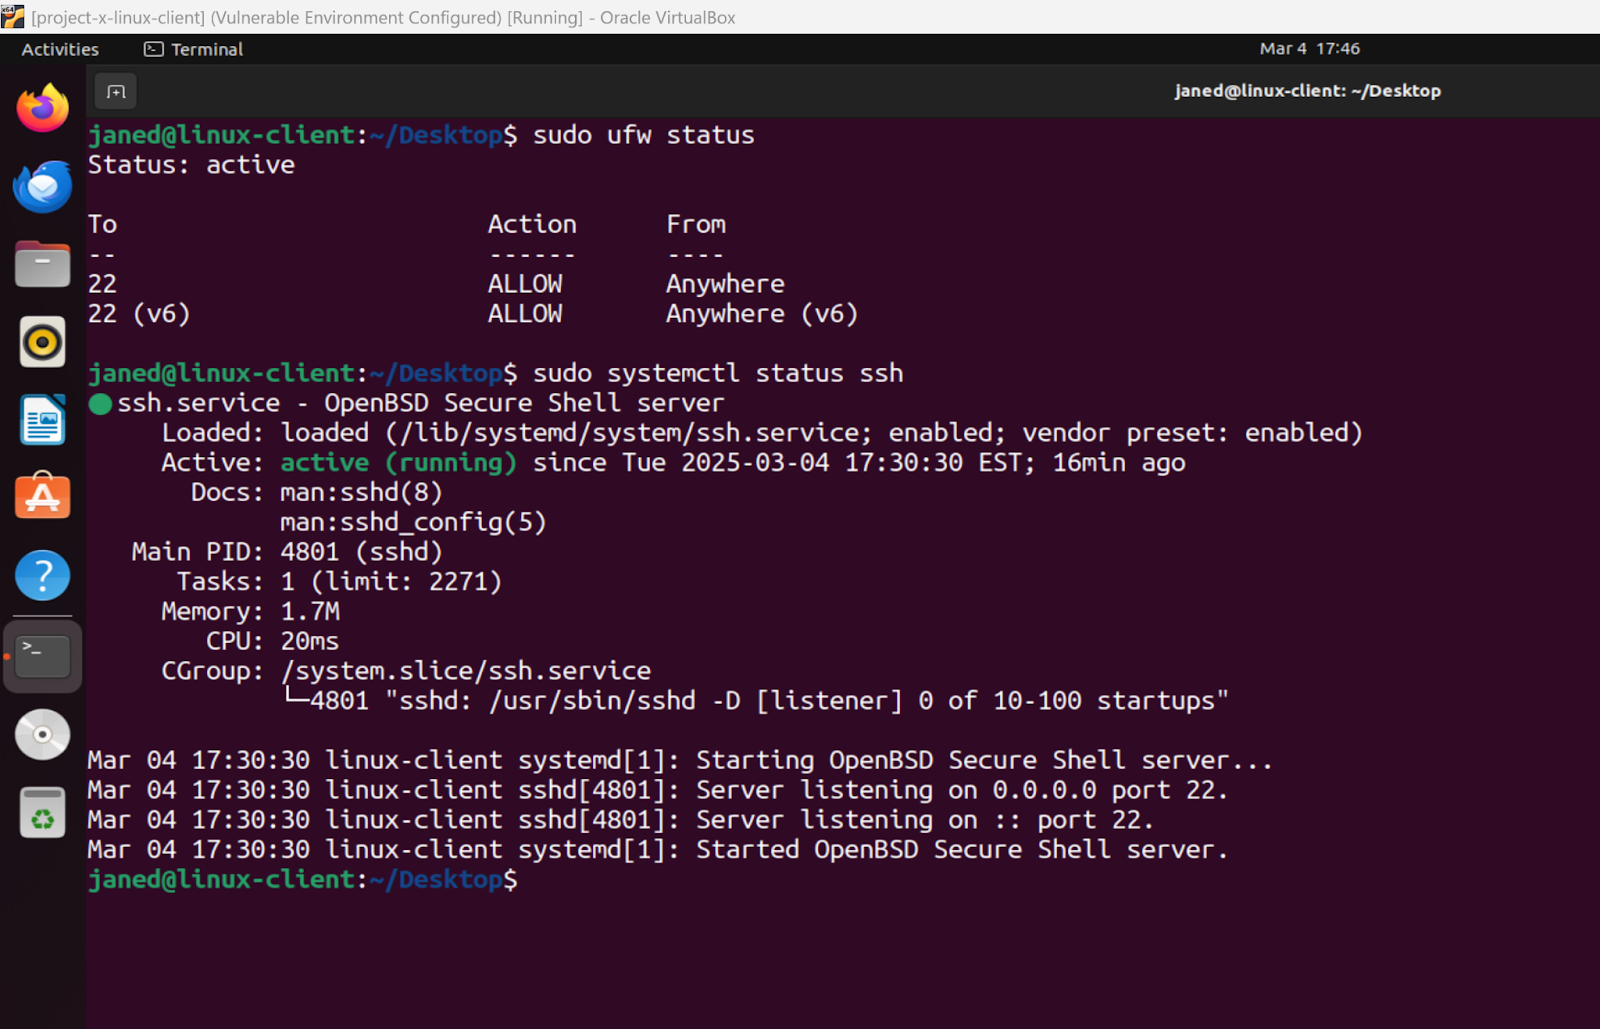 [project-x-linux-client] (Vulnerable Environment Configured) [Running] - Oracle VirtualBox
Activities Terminal Mar 4 17:46
janed@linux-client: ~/Desktop
janed@linux-client:~/Desktop$ sudo ufw status
Status: active
To Action From
-- ------ ----
22 ALLOW Anywhere
22 (v6) ALLOW Anywhere (v6)
janed@linux-client:~/Desktop$ sudo systemctl status ssh
● ssh.service - OpenBSD Secure Shell server
Loaded: loaded (/lib/systemd/system/ssh.service; enabled; vendor preset: enabled)
Active: active (running) since Tue 2025-03-04 17:30:30 EST; 16min ago
Docs: man:sshd(8)
man:sshd_config(5)
Main PID: 4801 (sshd)
Tasks: 1 (limit: 2271)
Memory: 1.7M
CPU: 20ms
CGroup: /system.slice/ssh.service
└─4801 "sshd: /usr/sbin/sshd -D [listener] 0 of 10-100 startups"
Mar 04 17:30:30 linux-client systemd[1]: Starting OpenBSD Secure Shell server...
Mar 04 17:30:30 linux-client sshd[4801]: Server listening on 0.0.0.0 port 22.
Mar 04 17:30:30 linux-client sshd[4801]: Server listening on :: port 22.
Mar 04 17:30:30 linux-client systemd[1]: Started OpenBSD Secure Shell server.
janed@linux-client:~/Desktop$